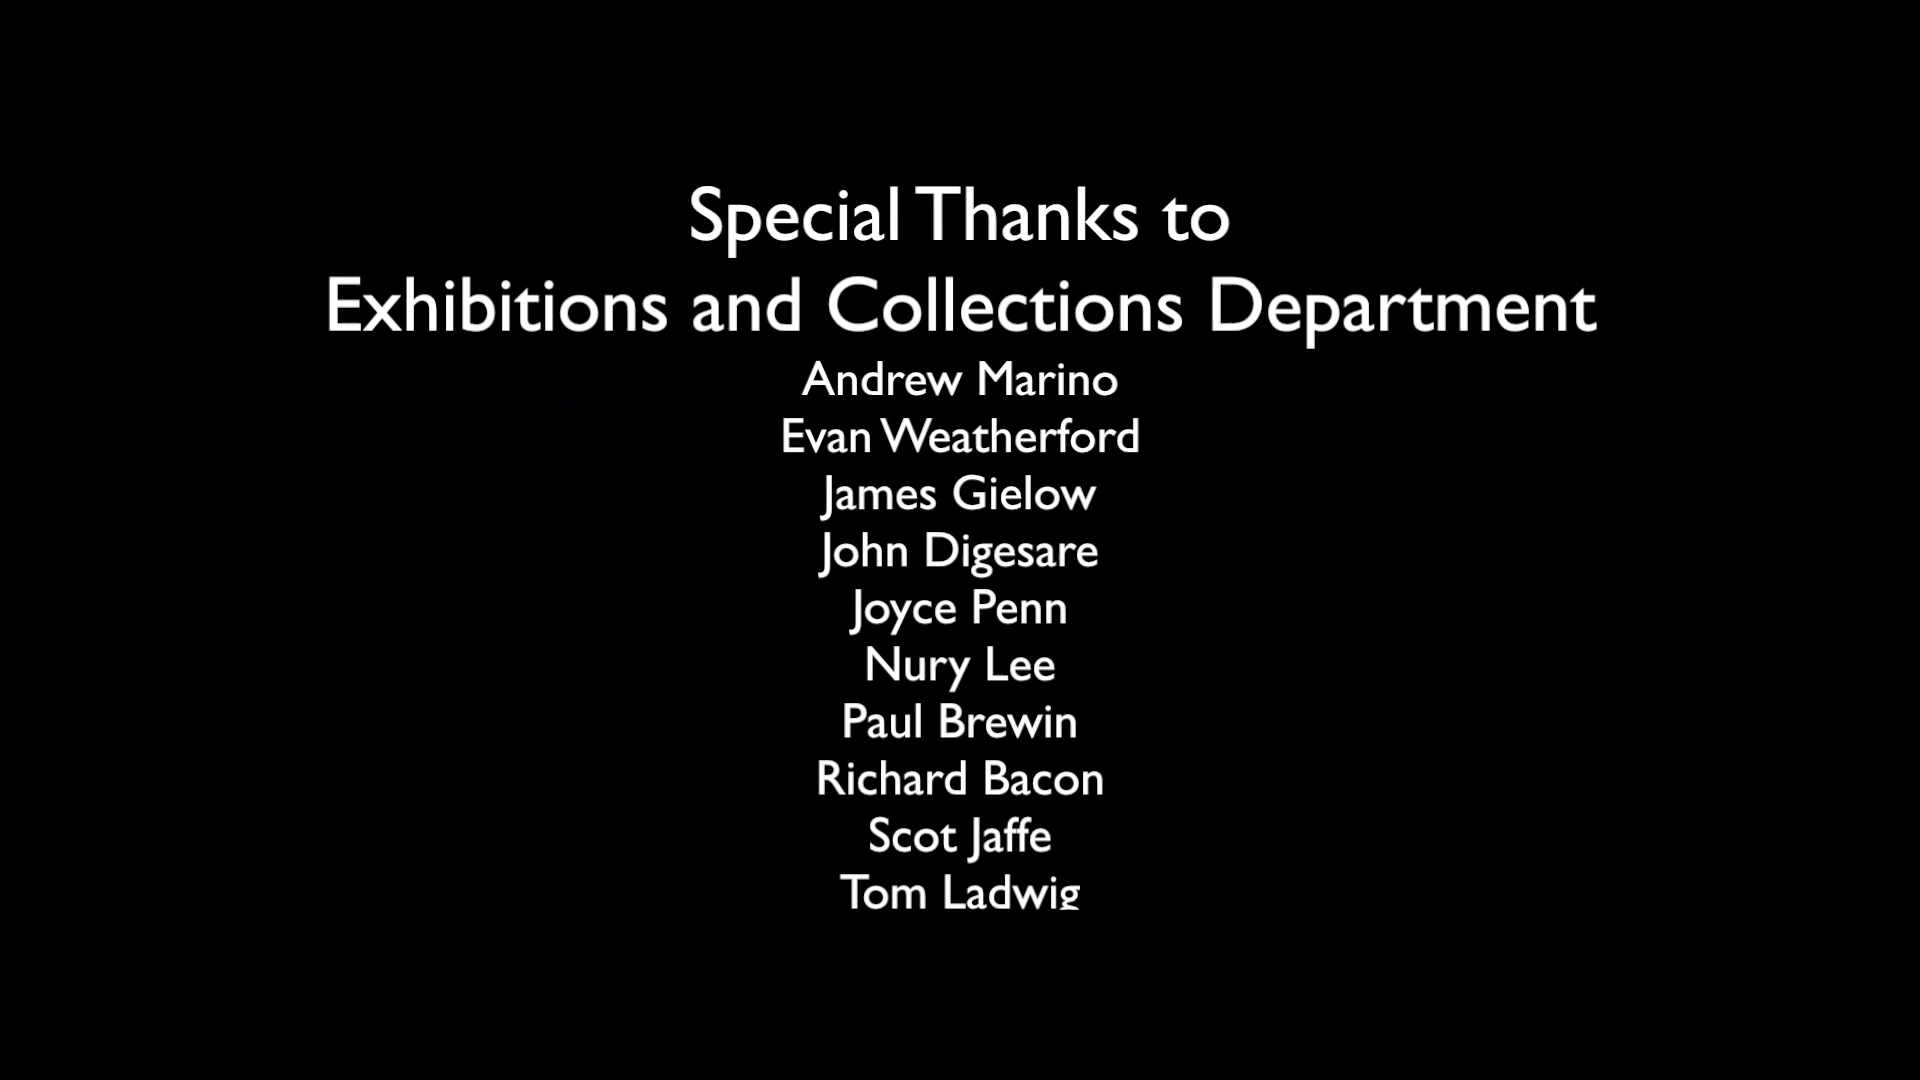 Special Thanks to
Exhibitions and Collections Department
Andrew Marino
Evan Weatherford
James Gielow
John Digesare
Joyce Penn
Nury Lee
Paul Brewin
Richard Bacon
Scot Jaffe
Tom Ladwig